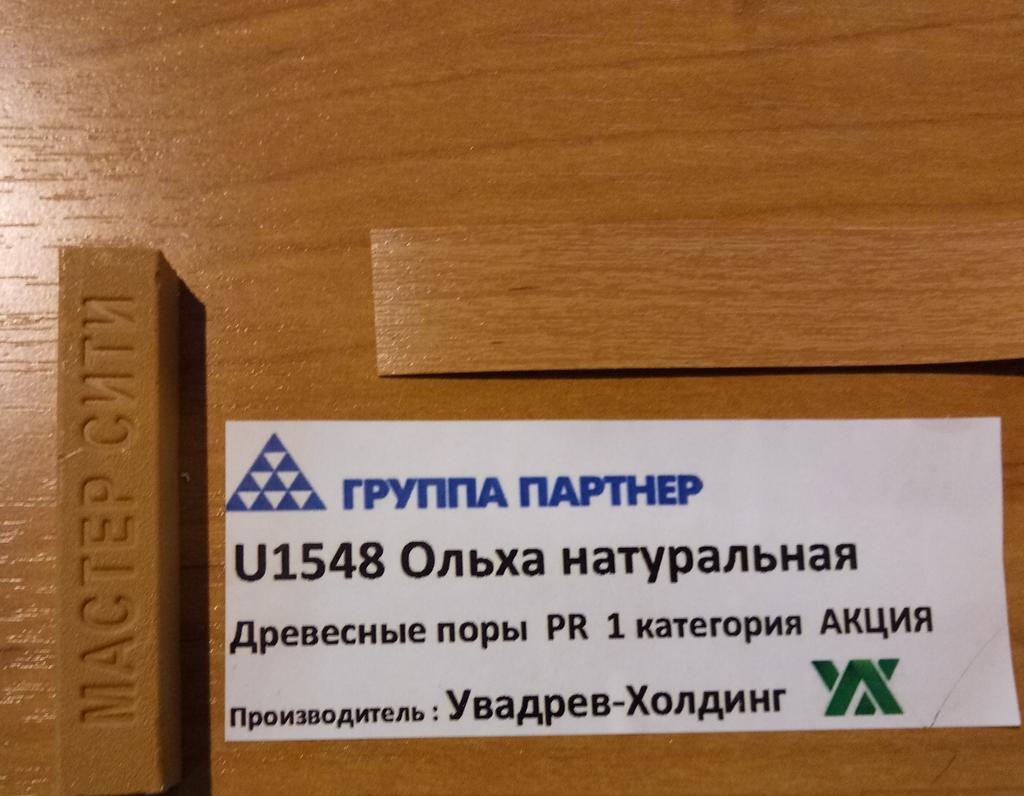 МАСТЕР СИТИ
ГРУППА ПАРТНЕР
U1548 Ольха натуральная
Древесные поры PR 1 категория АКЦИЯ
Производитель : Увадрев-Холдинг